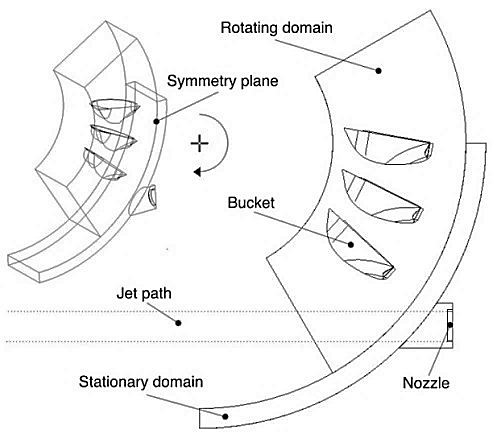 Rotating domain
Symmetry plane
Bucket
Jet path
Stationary domain
Nozzle